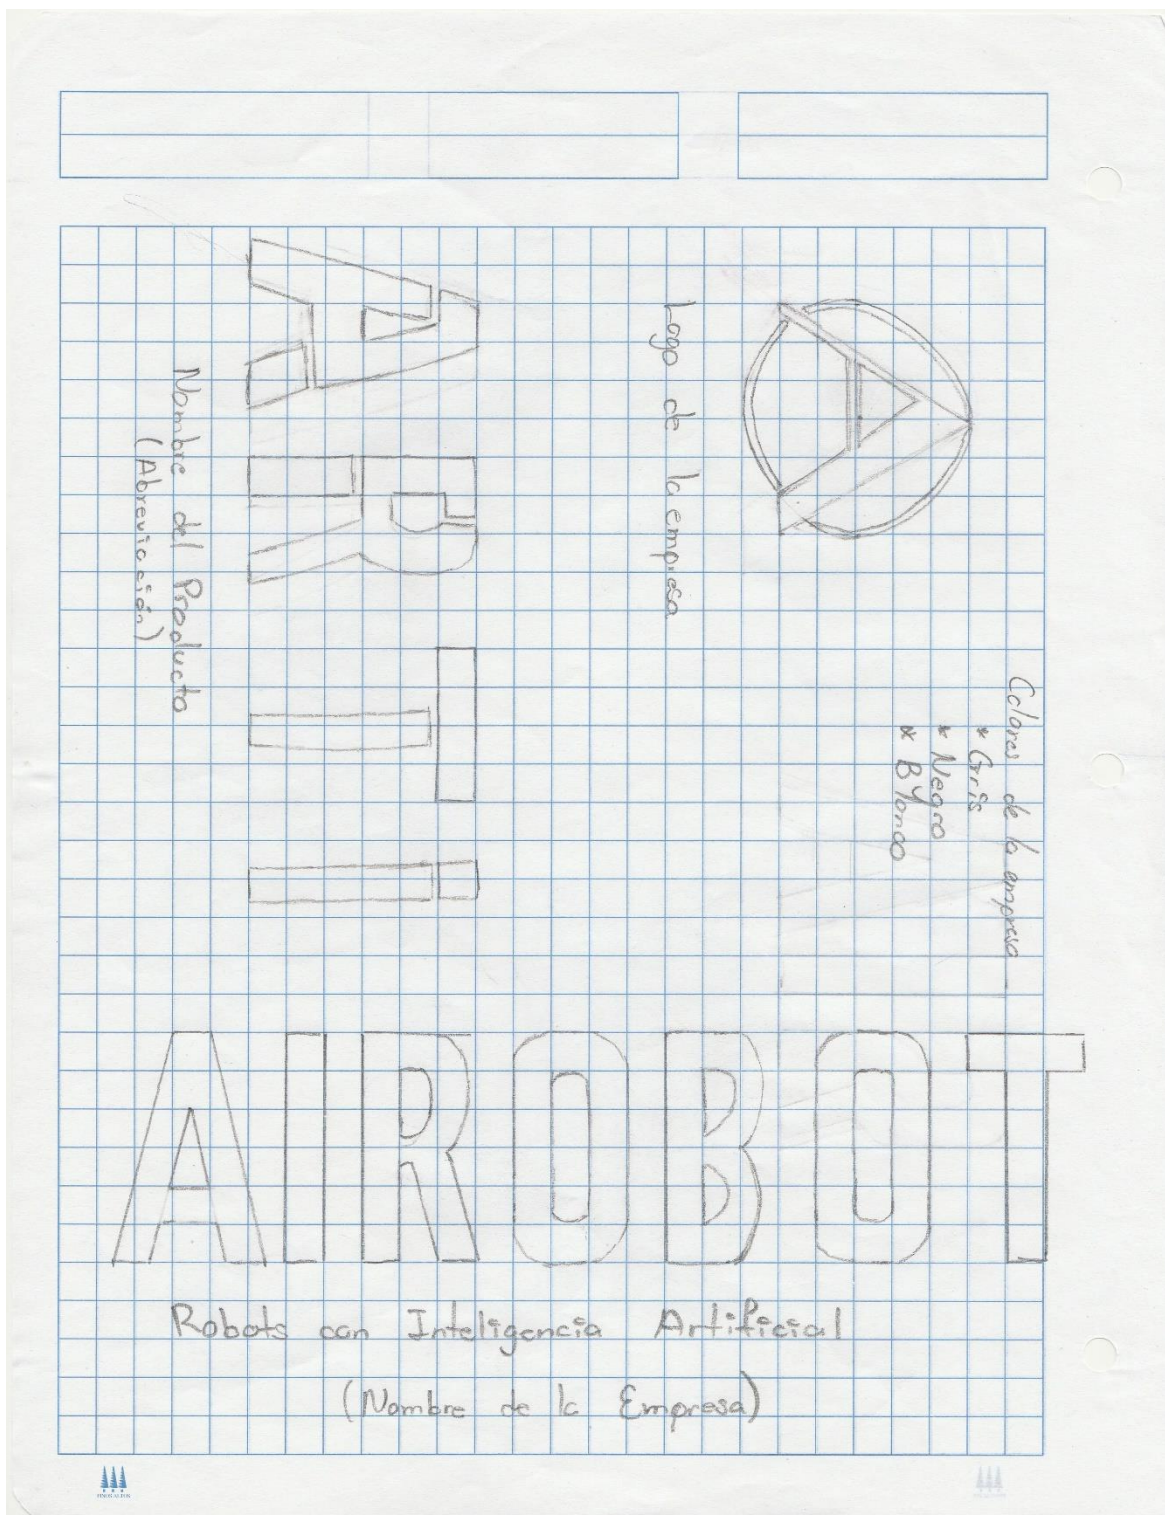 Colores de la empresa
* Gris
* Negro
y
* Blanco
Logo de la empresa
ARTI
Nombre del Producto
(Abreviación)
AIROBOT
Robots con Inteligencia Artificial
(Nombre de la Empresa)